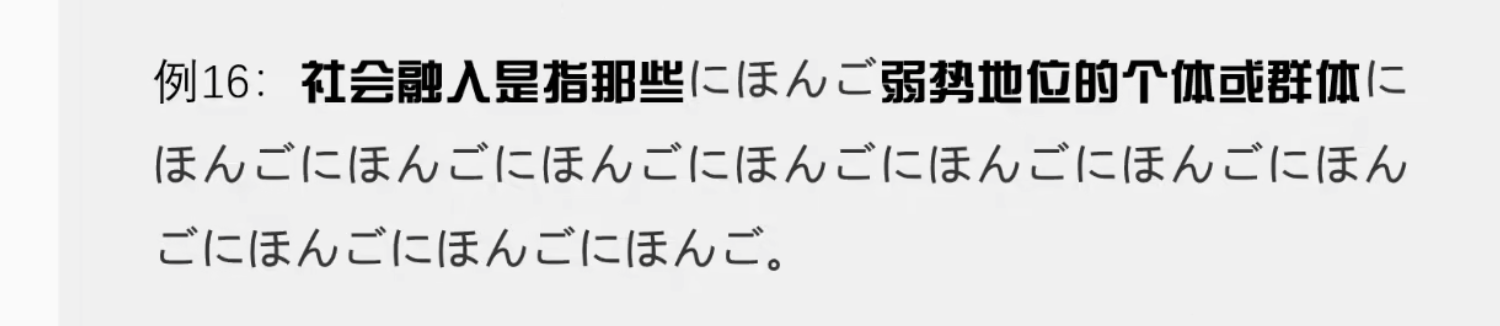 例16：社会融入是指那些にほんご弱势地位的个体或群体に
ほんごにほんごにほんごにほんごにほんごにほんごにほん
ごにほんごにほんごにほんご。